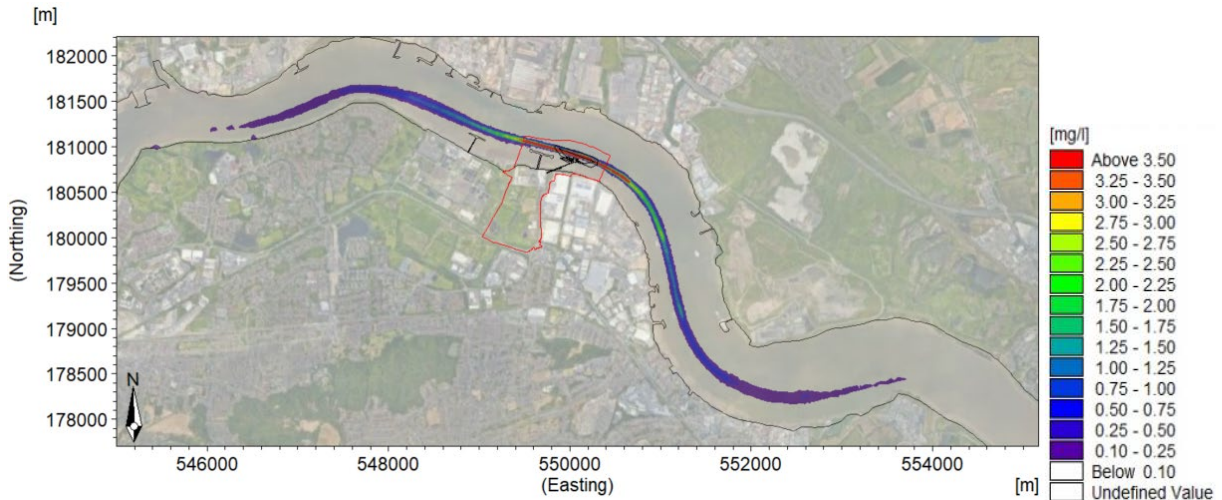 [m]
182000
181500
181000
180500
180000
179500
179000
178500
178000
(Northing)
N
546000 548000 550000 552000 554000
(Easting)
[m]
[mg/l]
Above 3.50
3.25 - 3.50
3.00 - 3.25
2.75 - 3.00
2.50 - 2.75
2.25 - 2.50
2.00 - 2.25
1.75 - 2.00
1.50 - 1.75
1.25 - 1.50
1.00 - 1.25
0.75 - 1.00
0.50 - 0.75
0.25 - 0.50
0.10 - 0.25
Below 0.10
Undefined Value